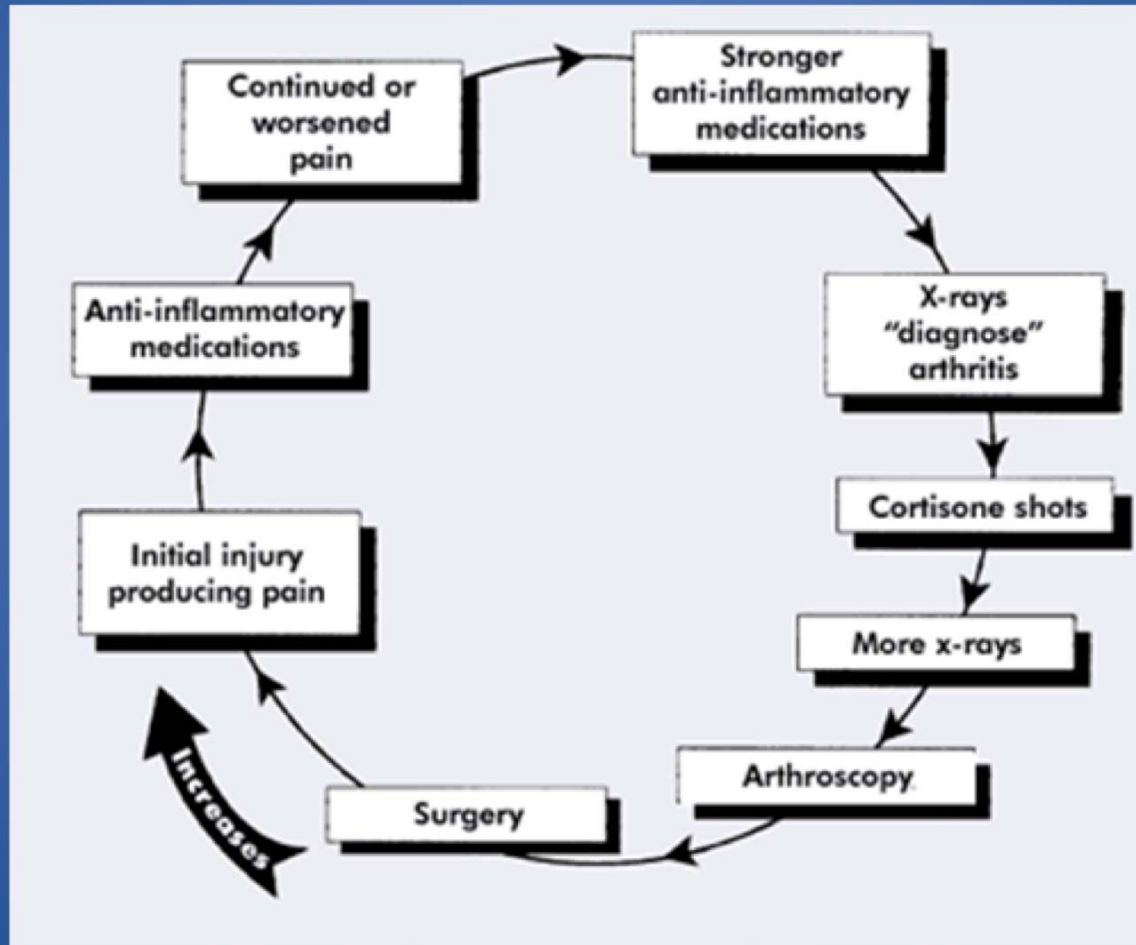 Continued or
worsened
pain
Stronger
anti-inflammatory
medications
Anti-inflammatory
medications
X-rays
“diagnose”
arthritis
Cortisone shots
Initial injury
producing pain
More x-rays
Arthroscopy
Surgery
Increases